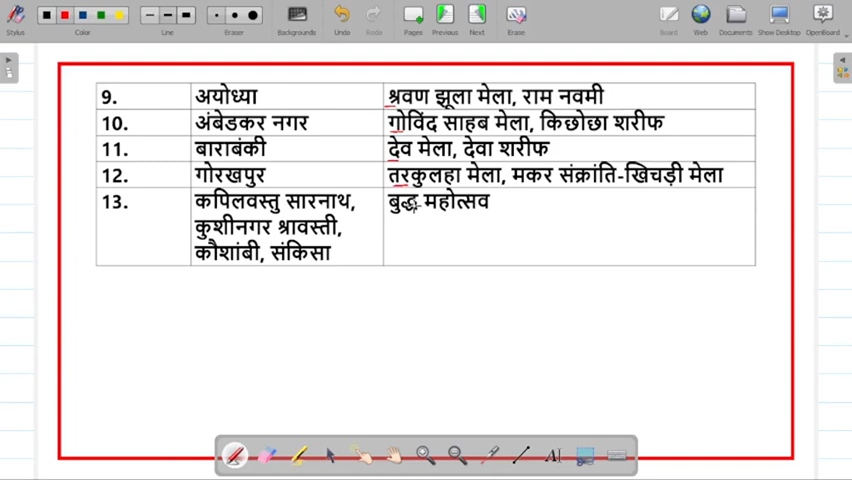 Stylus
Color
Line
Eraser
Backgrounds
Undo
Redo
Pages
Previous
Next
Erase
Board
Web
Documents
Show Desktop
OpenBoard
9. अयोध्या श्रवण झूला मेला, राम नवमी
10. अंबेडकर नगर गोविंद साहब मेला, किछोछा शरीफ
11. बाराबंकी देव मेला, देवा शरीफ
12. गोरखपुर तरकुलहा मेला, मकर संक्रांति-खिचड़ी मेला
13. कपिलवस्तु सारनाथ, बुद्ध महोत्सव
कुशीनगर श्रावस्ती,
कौशांबी, संकिसा